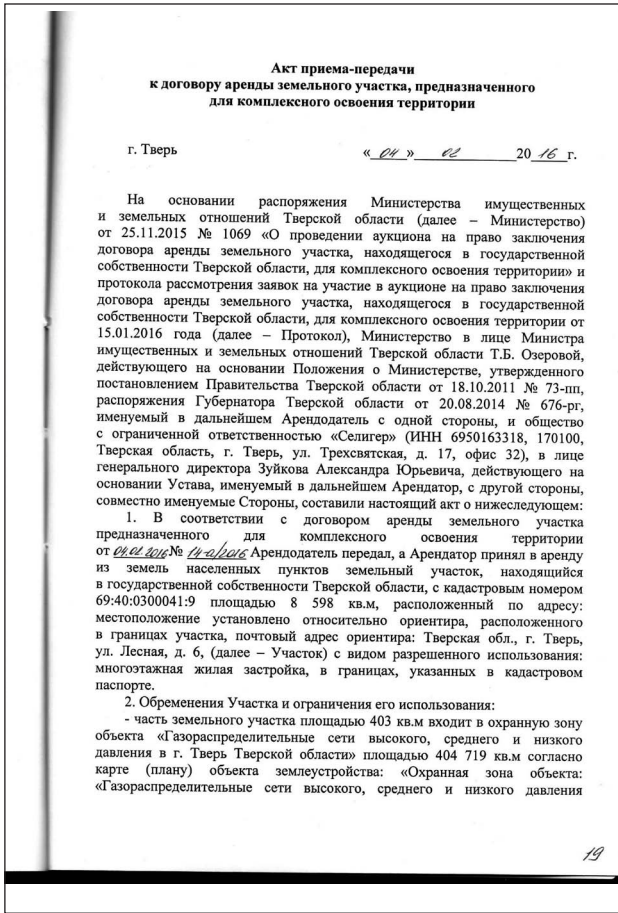 Акт приема-передачи
к договору аренды земельного участка, предназначенного
для комплексного освоения территории
г. Тверь « 04 » 02 20 16 г.
На основании распоряжения Министерства имущественных
и земельных отношений Тверской области (далее – Министерство)
от 25.11.2015 № 1069 «О проведении аукциона на право заключения
договора аренды земельного участка, находящегося в государственной
собственности Тверской области, для комплексного освоения территории» и
протокола рассмотрения заявок на участие в аукционе на право заключения
договора аренды земельного участка, находящегося в государственной
собственности Тверской области, для комплексного освоения территории от
15.01.2016 года (далее – Протокол), Министерство в лице Министра
имущественных и земельных отношений Тверской области Т.Б. Озеровой,
действующего на основании Положения о Министерстве, утвержденного
постановлением Правительства Тверской области от 18.10.2011 № 73-пп,
распоряжения Губернатора Тверской области от 20.08.2014 № 676-рг,
именуемый в дальнейшем Арендодатель с одной стороны, и общество
с ограниченной ответственностью «Селигер» (ИНН 6950163318, 170100,
Тверская область, г. Тверь, ул. Трехсвятская, д. 17, офис 32), в лице
генерального директора Зуйкова Александра Юрьевича, действующего на
основании Устава, именуемый в дальнейшем Арендатор, с другой стороны,
совместно именуемые Стороны, составили настоящий акт о нижеследующем:
1. В соответствии с договором аренды земельного участка
предназначенного для комплексного освоения территории
от 04.02.2016 № 14-а/2016 Арендодатель передал, а Арендатор принял в аренду
из земель населенных пунктов земельный участок, находящийся
в государственной собственности Тверской области, с кадастровым номером
69:40:0300041:9 площадью 8 598 кв.м, расположенный по адресу:
местоположение установлено относительно ориентира, расположенного
в границах участка, почтовый адрес ориентира: Тверская обл., г. Тверь,
ул. Лесная, д. 6, (далее – Участок) с видом разрешенного использования:
многоэтажная жилая застройка, в границах, указанных в кадастровом
паспорте.
2. Обременения Участка и ограничения его использования:
- часть земельного участка площадью 403 кв.м входит в охранную зону
объекта «Газораспределительные сети высокого, среднего и низкого
давления в г. Тверь Тверской области» площадью 404 719 кв.м согласно
карте (плану) объекта землеустройства: «Охранная зона объекта:
«Газораспределительные сети высокого, среднего и низкого давления
19